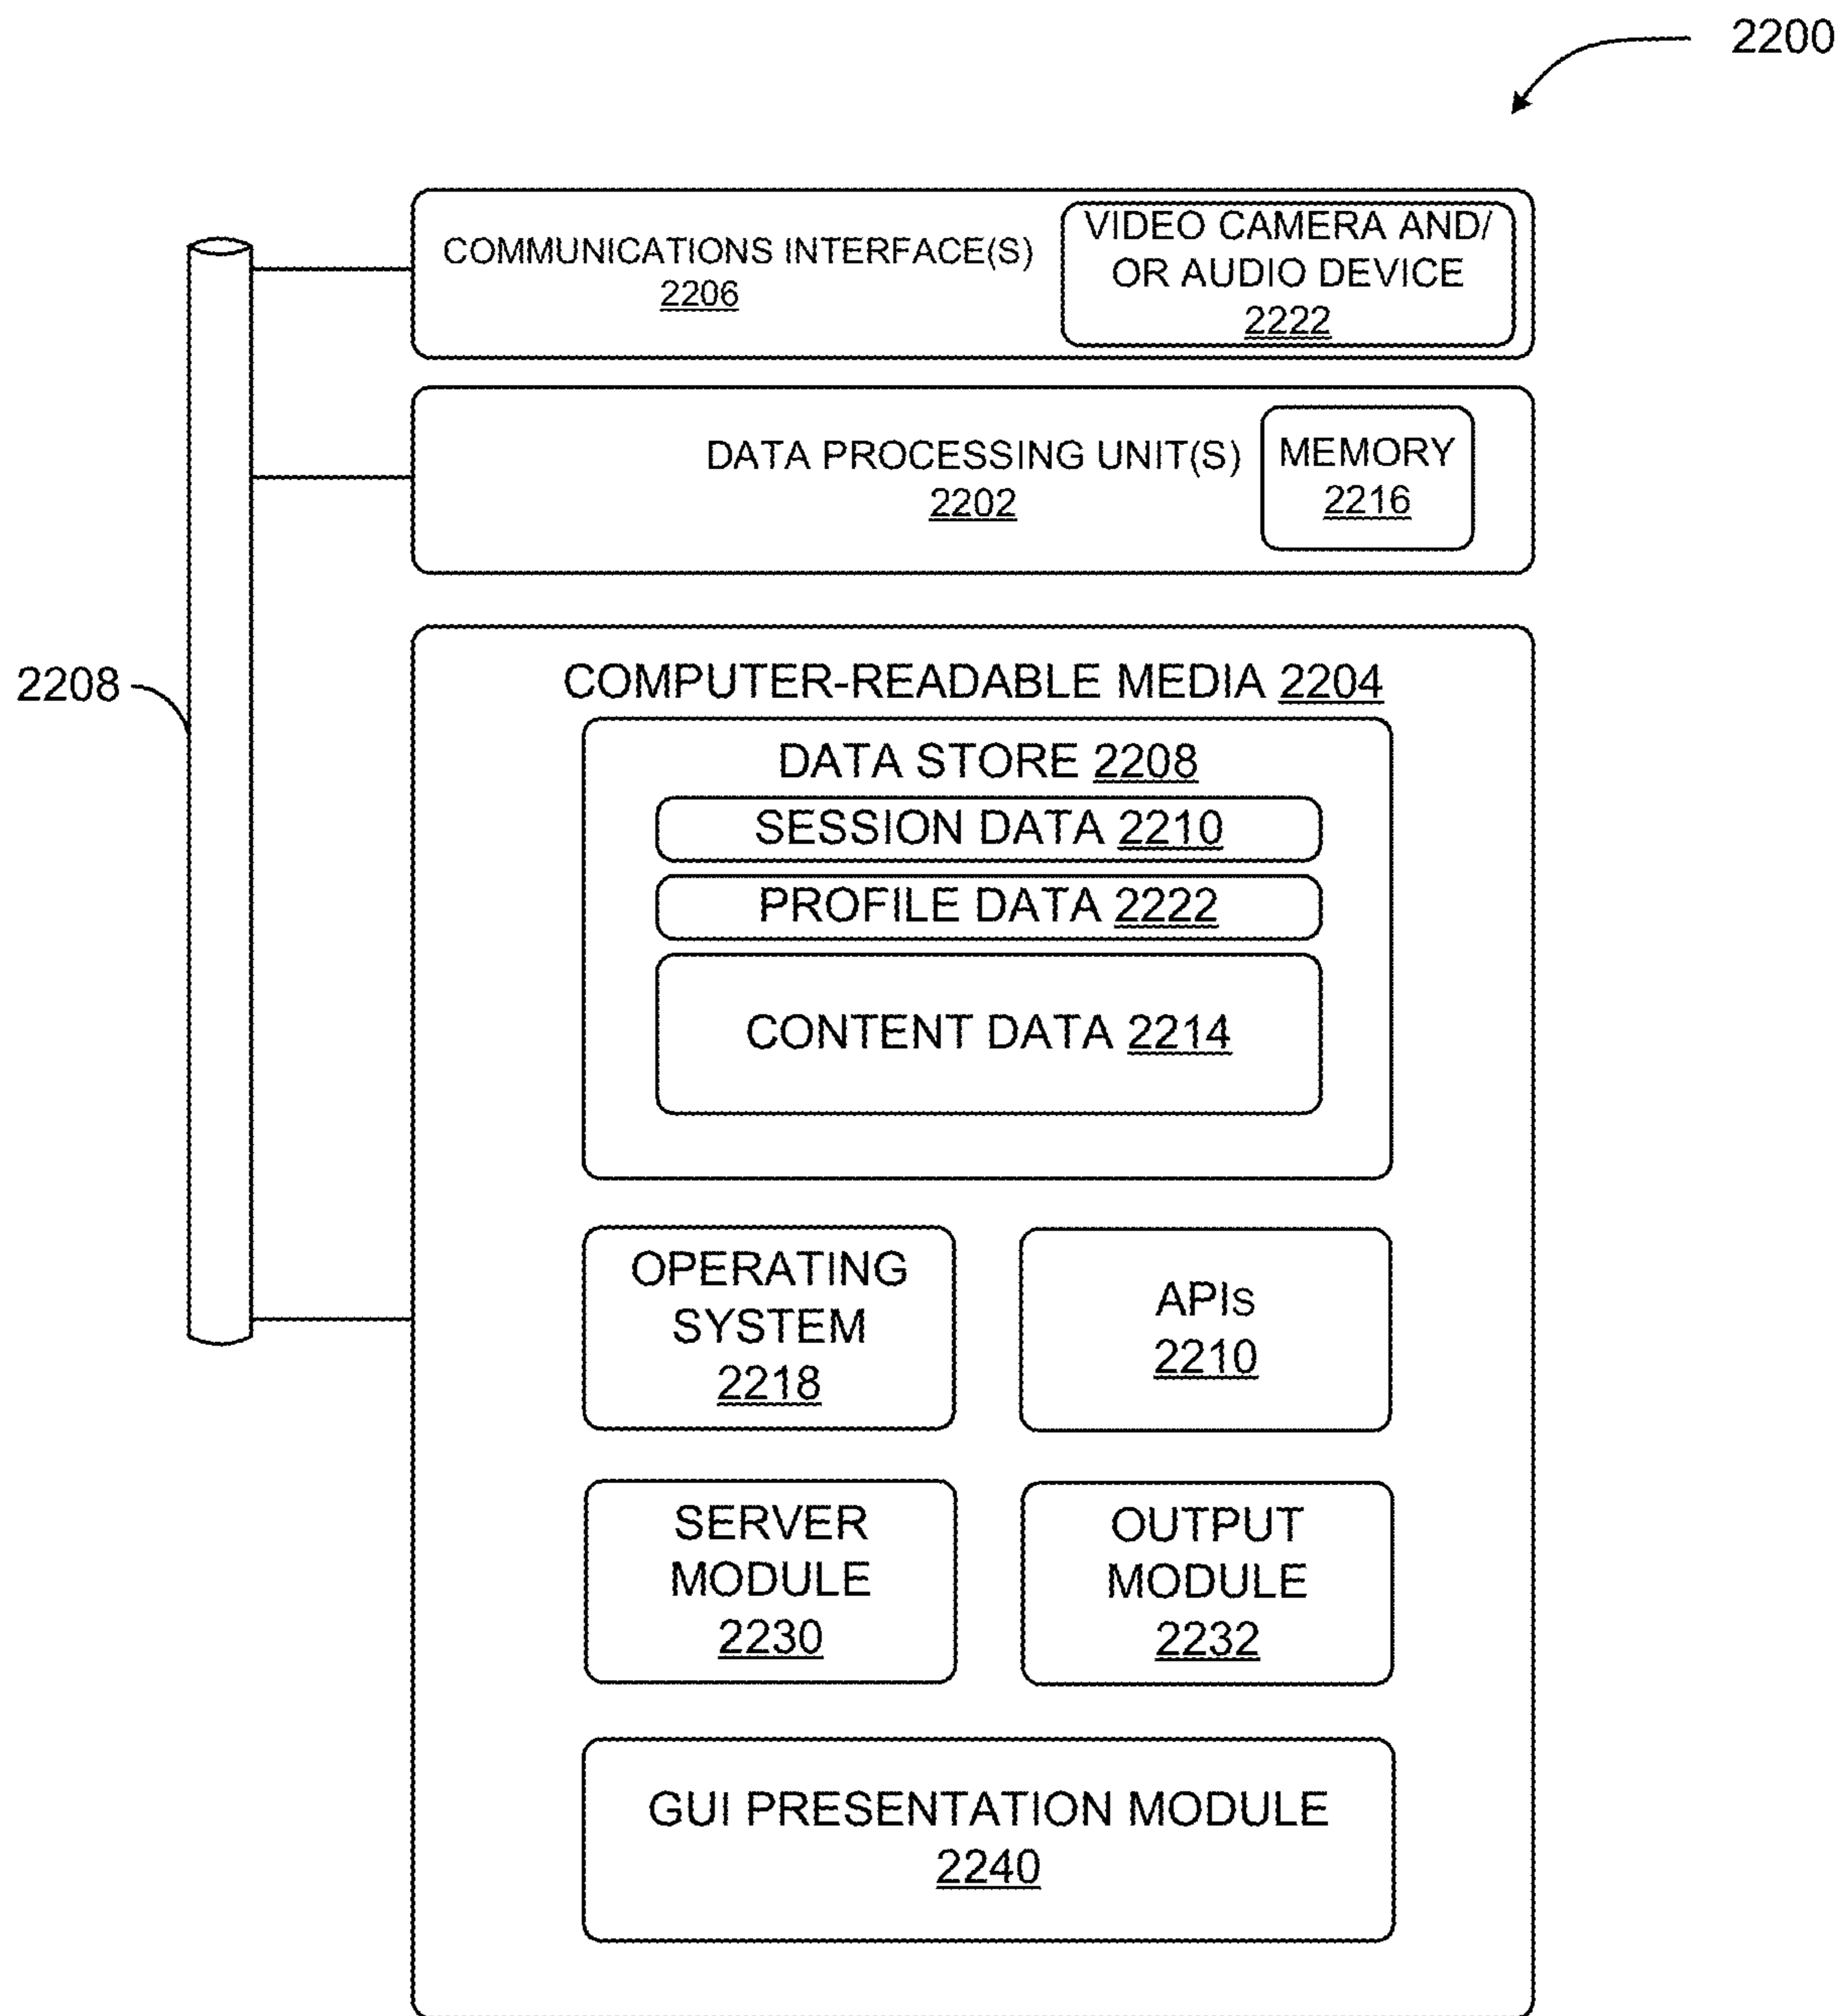 2200
COMMUNICATIONS INTERFACE(S)
2206
VIDEO CAMERA AND/
OR AUDIO DEVICE
2222
DATA PROCESSING UNIT(S)
2202
MEMORY
2216
2208
COMPUTER-READABLE MEDIA 2204
DATA STORE 2208
SESSION DATA 2210
PROFILE DATA 2222
CONTENT DATA 2214
OPERATING
SYSTEM
2218
APIs
2210
SERVER
MODULE
2230
OUTPUT
MODULE
2232
GUI PRESENTATION MODULE
2240